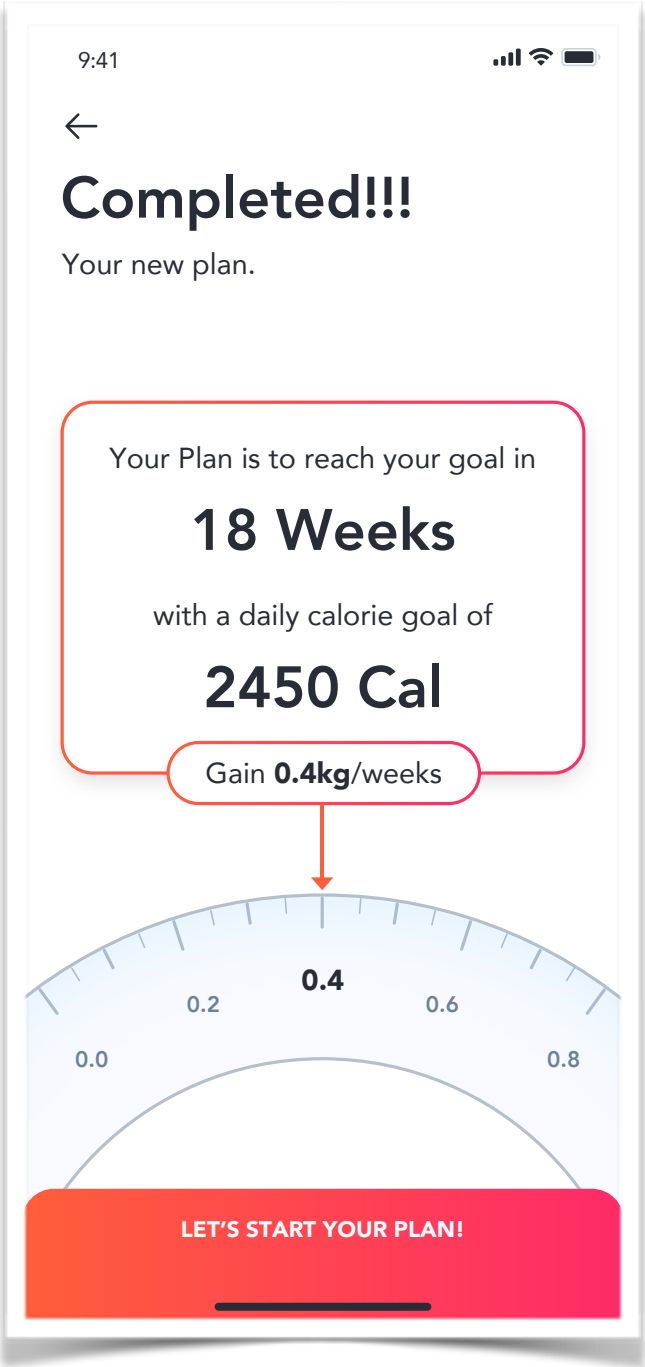 9:41
Completed!!!
Your new plan.
Your Plan is to reach your goal in
18 Weeks
with a daily calorie goal of
2450 Cal
Gain 0.4kg/weeks
0.4
0.2
0.6
0.0
0.8
LET’S START YOUR PLAN!